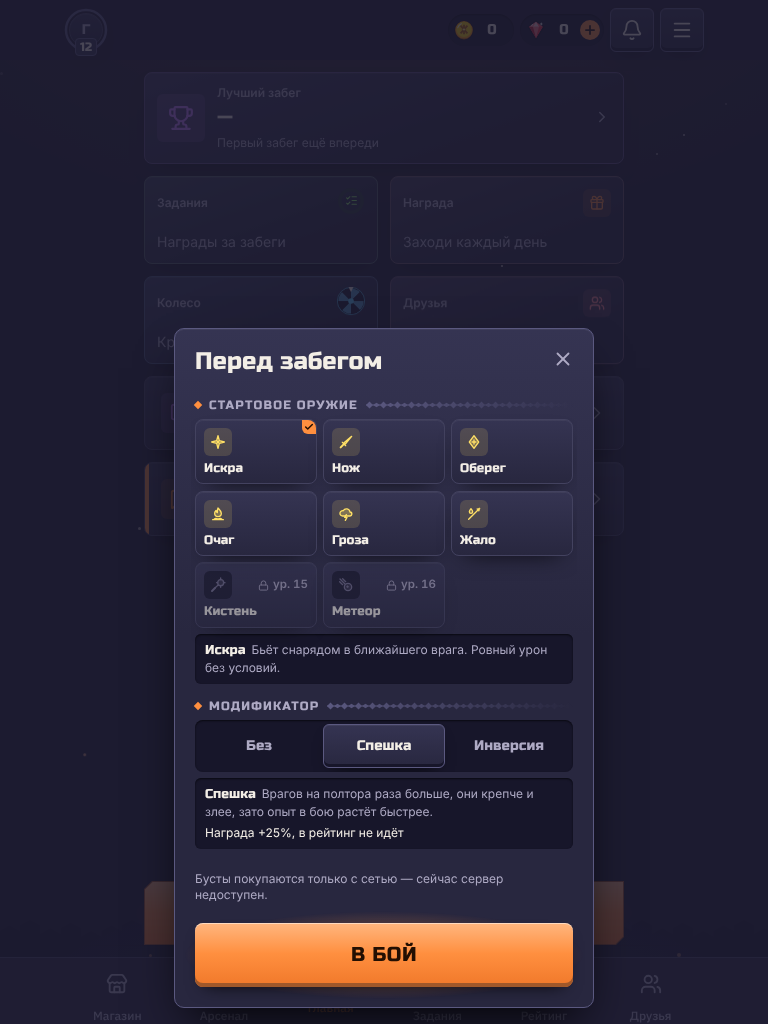 Г
12
0
0
Лучший забег
—
Первый забег ещё впереди
Задания
Награда
Награды за забеги
Заходи каждый день
Колесо
Друзья
Перед забегом
СТАРТОВОЕ ОРУЖИЕ
Искра
Нож
Оберег
Очаг
Гроза
Жало
ур. 15
ур. 16
Кистень
Метеор
Искра Бьёт снарядом в ближайшего врага. Ровный урон
без условий.
МОДИФИКАТОР
Без
Спешка
Инверсия
Спешка Врагов на полтора раза больше, они крепче и
злее, зато опыт в бою растёт быстрее.
Награда +25%, в рейтинг не идёт
Бусты покупаются только с сетью — сейчас сервер
недоступен.
В БОЙ
Магазин
Арсенал
Задания
Рейтинг
Друзья